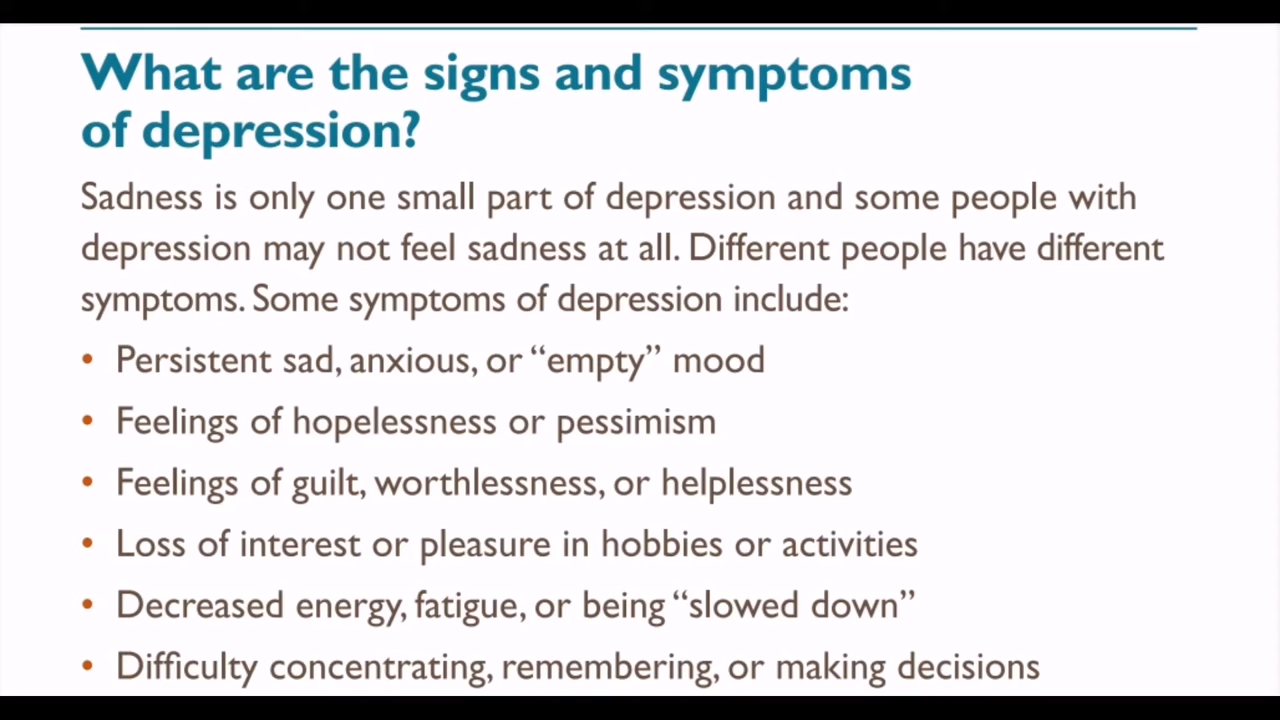 What are the signs and symptoms
of depression?
Sadness is only one small part of depression and some people with
depression may not feel sadness at all. Different people have different
symptoms. Some symptoms of depression include:
• Persistent sad, anxious, or “empty” mood
• Feelings of hopelessness or pessimism
• Feelings of guilt, worthlessness, or helplessness
• Loss of interest or pleasure in hobbies or activities
• Decreased energy, fatigue, or being “slowed down”
• Difficulty concentrating, remembering, or making decisions